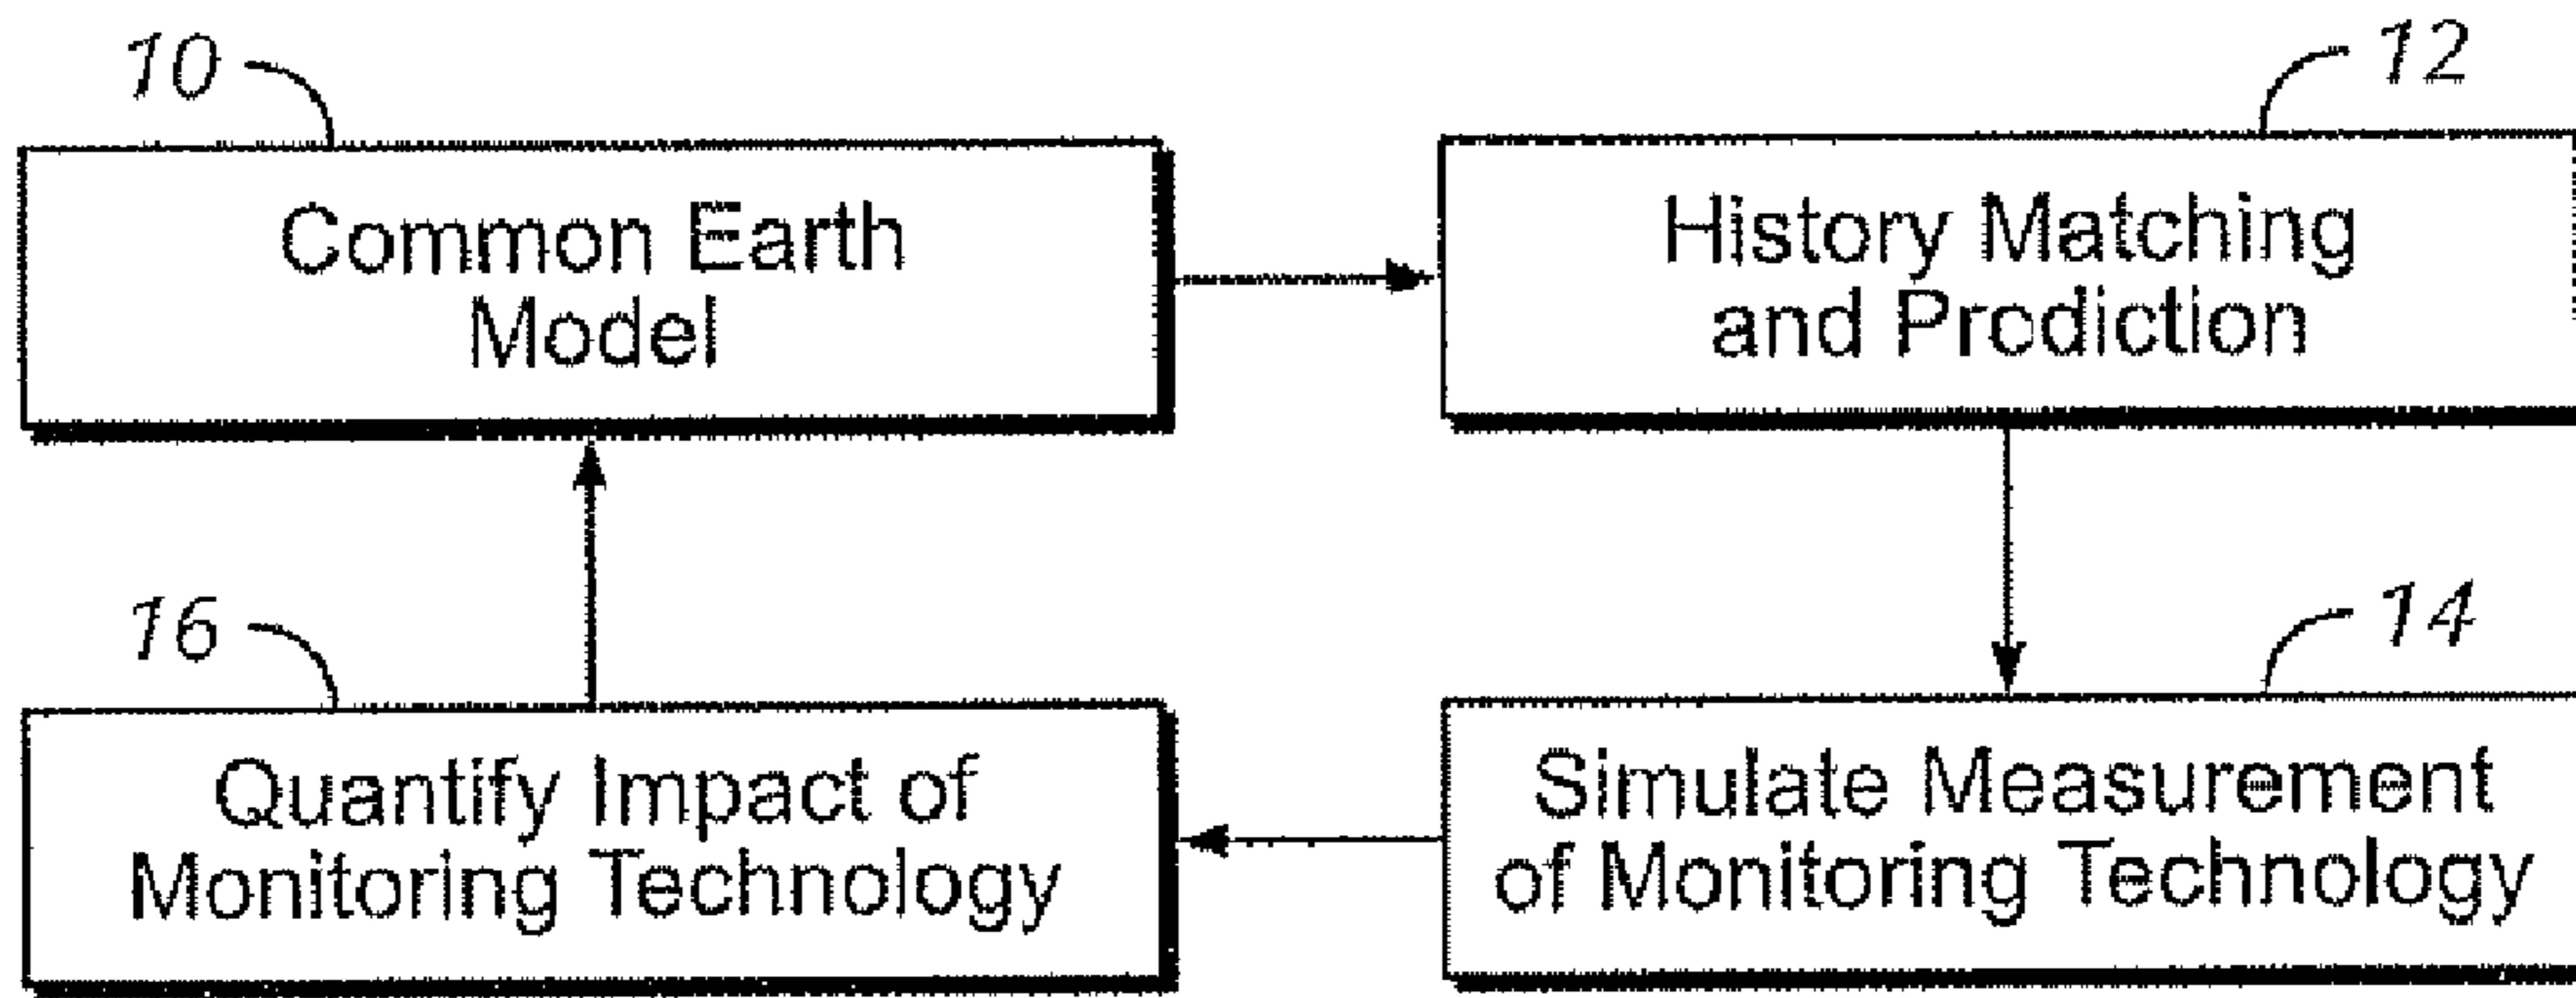 10
12
Common Earth
Model
History Matching
and Prediction
16
14
Quantify Impact of
Monitoring Technology
Simulate Measurement
of Monitoring Technology